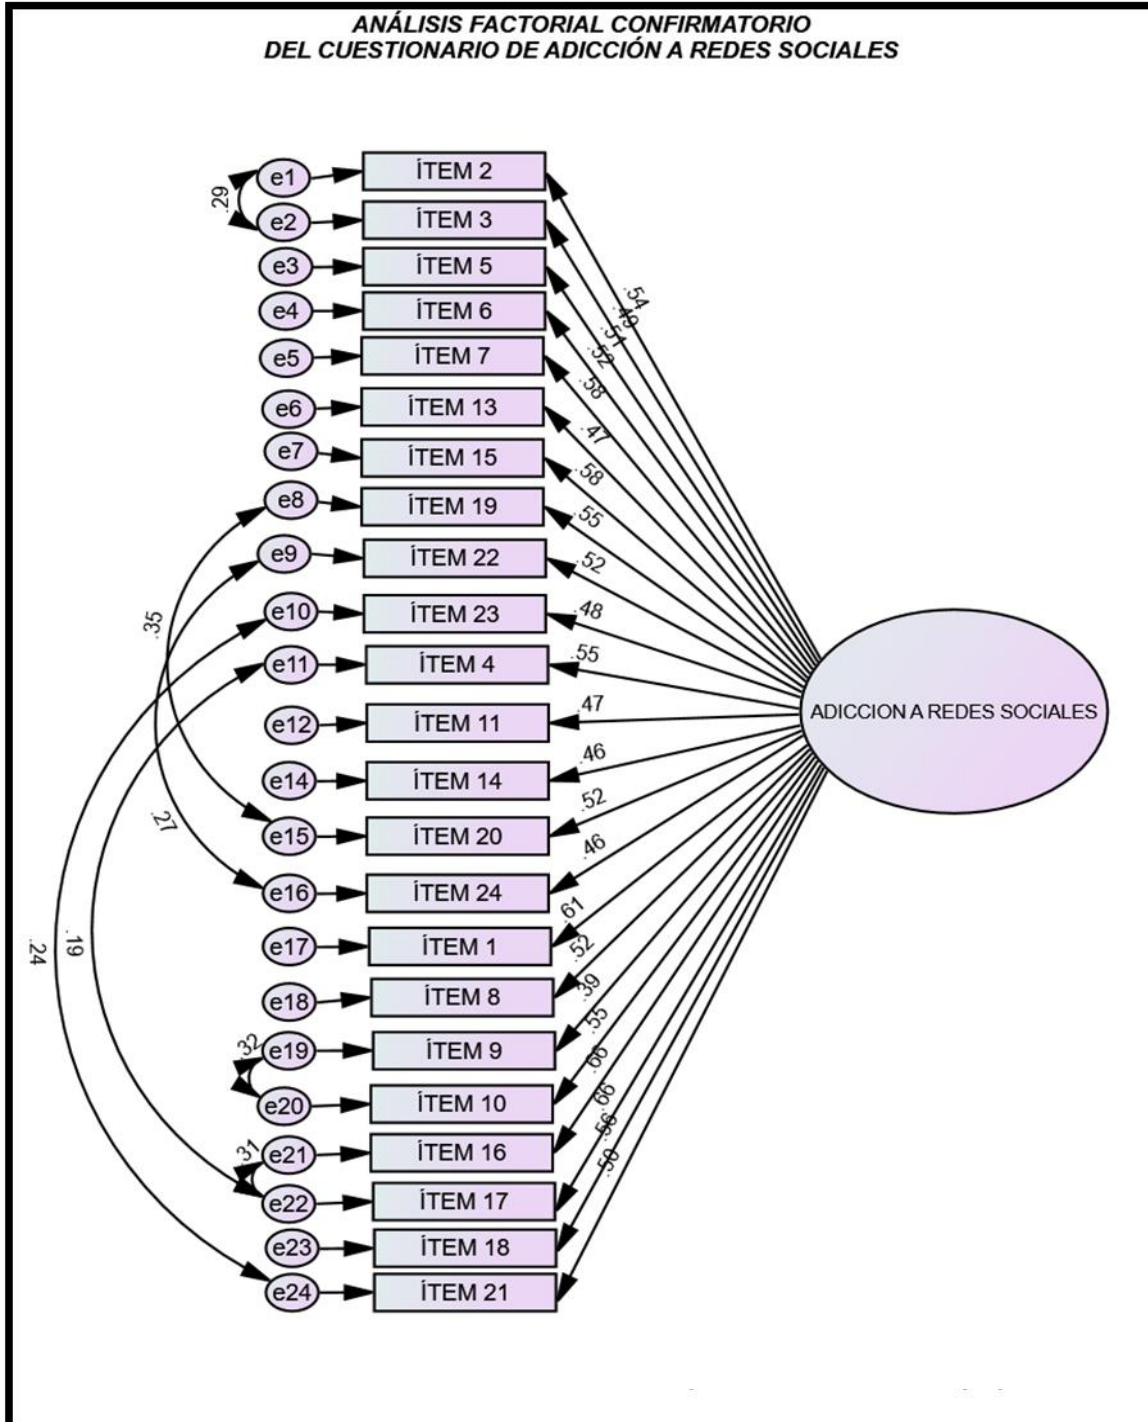 ANÁLISIS FACTORIAL CONFIRMATORIO
DEL CUESTIONARIO DE ADICCIÓN A REDES SOCIALES
e1 ÍTEM 2
.29
e2 ÍTEM 3
e3 ÍTEM 5
e4 ÍTEM 6
e5 ÍTEM 7
e6 ÍTEM 13
e7 ÍTEM 15
e8 ÍTEM 19
e9 ÍTEM 22
e10 ÍTEM 23
e11 ÍTEM 4
e12 ÍTEM 11
e14 ÍTEM 14
e15 ÍTEM 20
e16 ÍTEM 24
e17 ÍTEM 1
e18 ÍTEM 8
e19 ÍTEM 9
e20 ÍTEM 10
e21 ÍTEM 16
e22 ÍTEM 17
e23 ÍTEM 18
e24 ÍTEM 21
.35
.27
.24
.19
.32
.31
.54
.49
.51
.52
.58
.47
.58
.55
.52
.48
.55
.47
.46
.52
.46
.61
.52
.39
.55
.66
.66
.56
.50
ADICCION A REDES SOCIALES